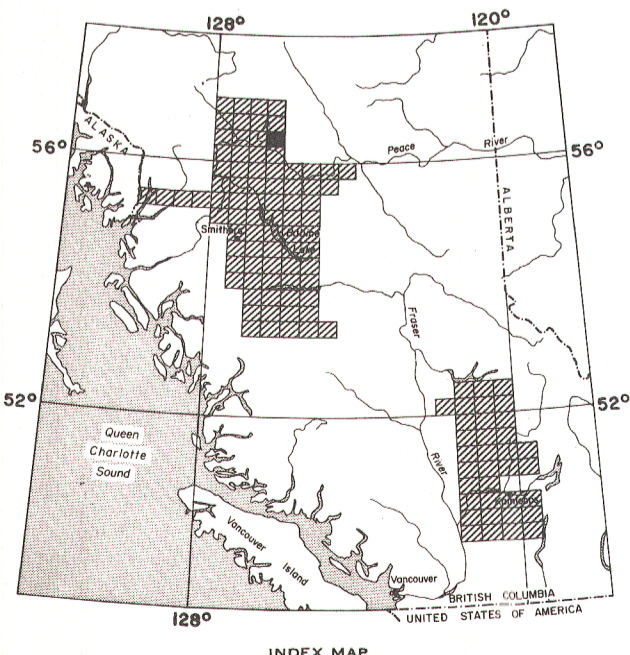 128° 120°
ALASKA
56° Peace River 56°
ALBERTA
Smithers Babine
Lake
Fraser
52° 52°
Queen
Charlotte
Sound
River
Kamloops
Vancouver
Island
Vancouver
BRITISH COLUMBIA
UNITED STATES OF AMERICA
128°
INDEX MAP